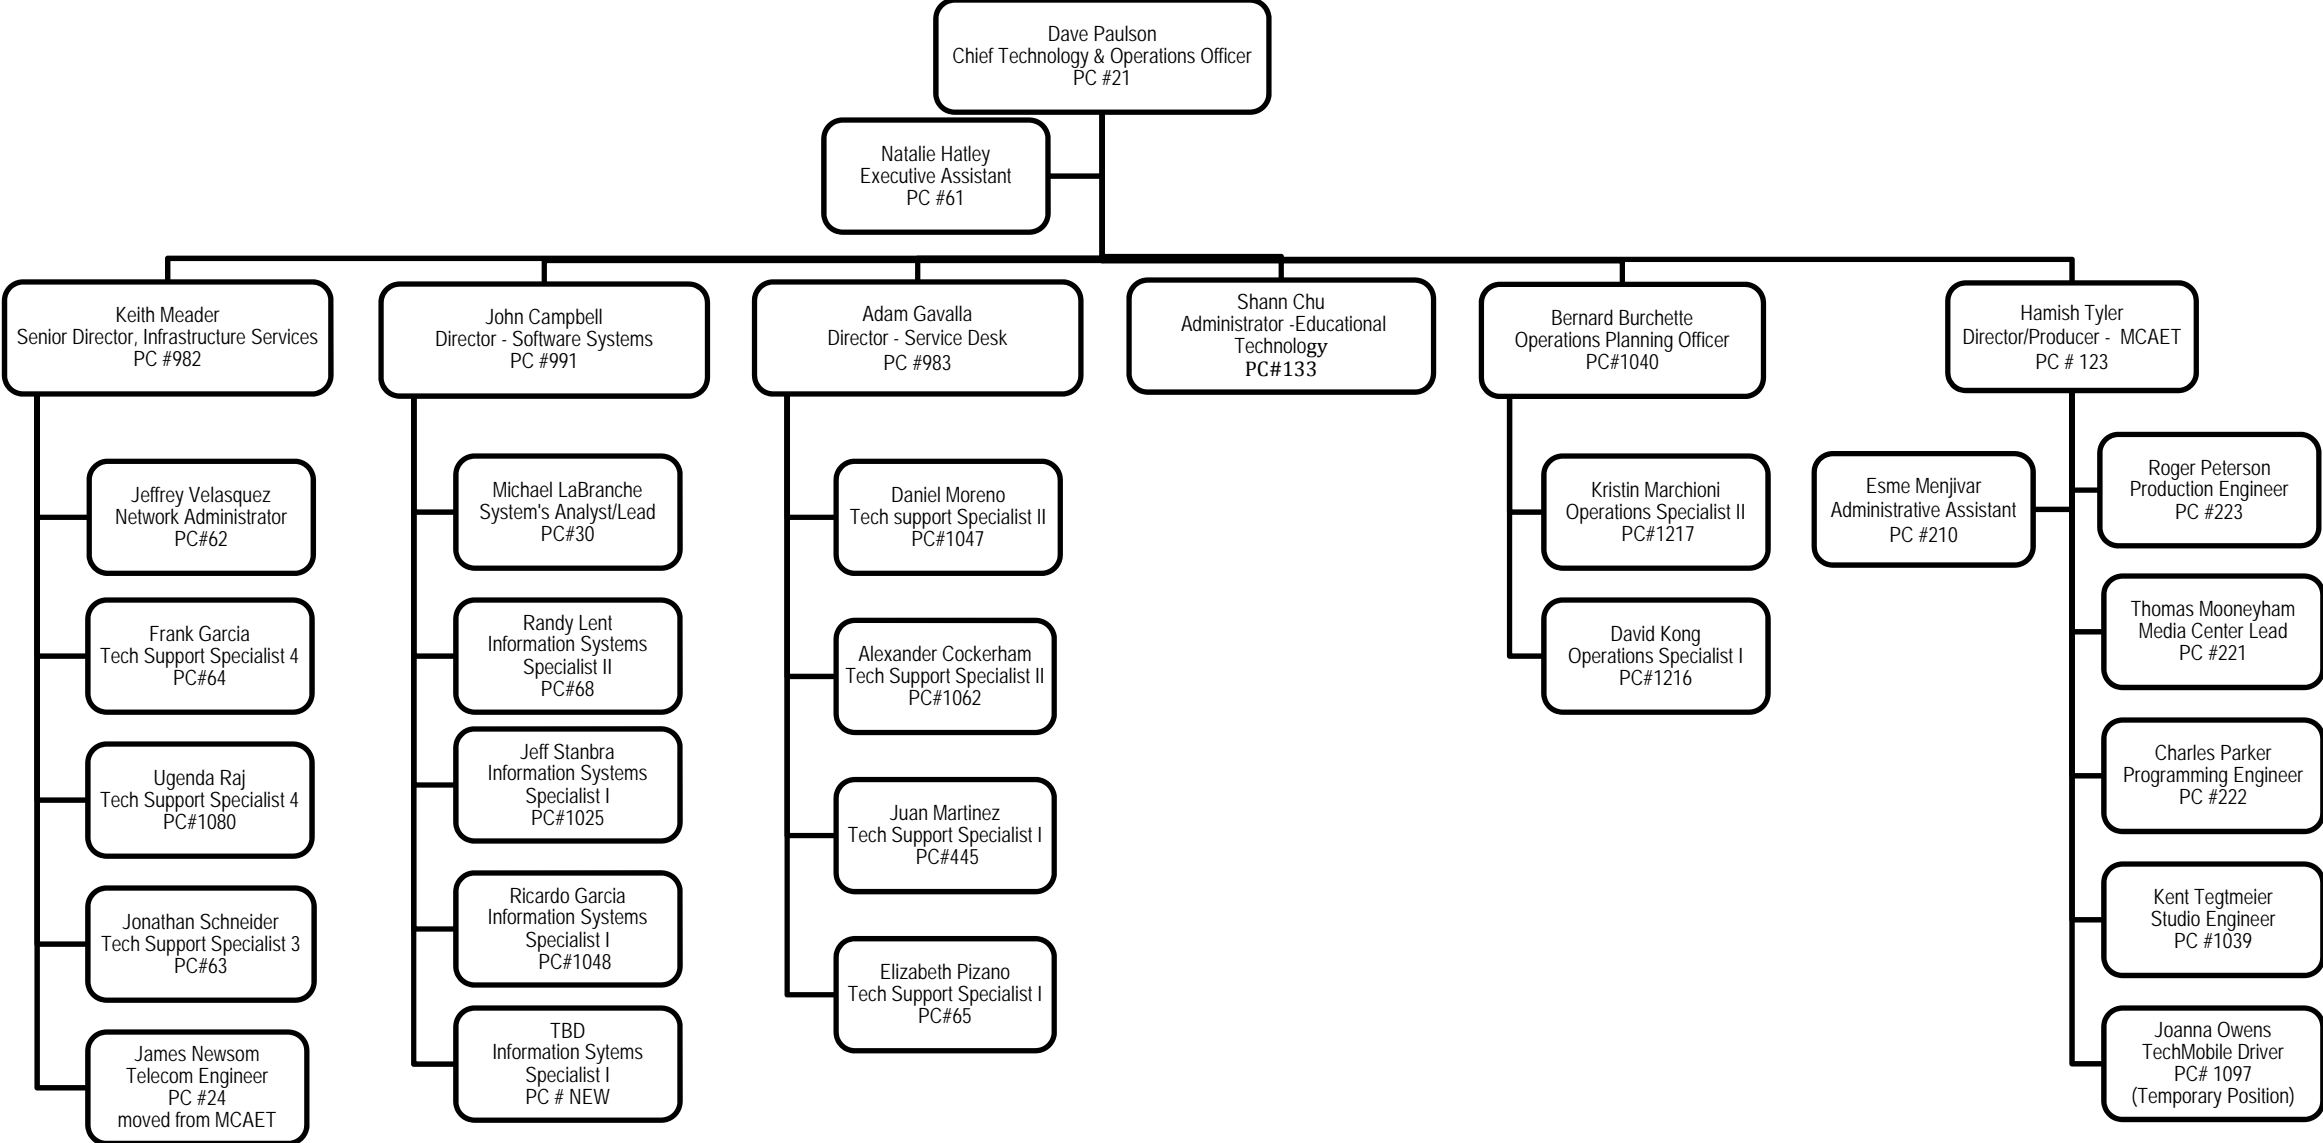 Dave Paulson
Chief Technology & Operations Officer
PC #21
Natalie Hatley
Executive Assistant
PC #61
Keith Meader
Senior Director, Infrastructure Services
PC #982
John Campbell
Director - Software Systems
PC #991
Adam Gavalla
Director - Service Desk
PC #983
Shann Chu
Administrator -Educational
Technology
PC#133
Bernard Burchette
Operations Planning Officer
PC#1040
Hamish Tyler
Director/Producer - MCAET
PC # 123
Jeffrey Velasquez
Network Administrator
PC#62
Frank Garcia
Tech Support Specialist 4
PC#64
Ugenda Raj
Tech Support Specialist 4
PC#1080
Jonathan Schneider
Tech Support Specialist 3
PC#63
James Newsom
Telecom Engineer
PC #24
moved from MCAET
Michael LaBranche
System's Analyst/Lead
PC#30
Randy Lent
Information Systems
Specialist II
PC#68
Jeff Stanbra
Information Systems
Specialist I
PC#1025
Ricardo Garcia
Information Systems
Specialist I
PC#1048
TBD
Information Sytems
Specialist I
PC # NEW
Daniel Moreno
Tech support Specialist II
PC#1047
Alexander Cockerham
Tech Support Specialist II
PC#1062
Juan Martinez
Tech Support Specialist I
PC#445
Elizabeth Pizano
Tech Support Specialist I
PC#65
Kristin Marchioni
Operations Specialist II
PC#1217
David Kong
Operations Specialist I
PC#1216
Esme Menjivar
Administrative Assistant
PC #210
Roger Peterson
Production Engineer
PC #223
Thomas Mooneyham
Media Center Lead
PC #221
Charles Parker
Programming Engineer
PC #222
Kent Tegtmeier
Studio Engineer
PC #1039
Joanna Owens
TechMobile Driver
PC# 1097
(Temporary Position)